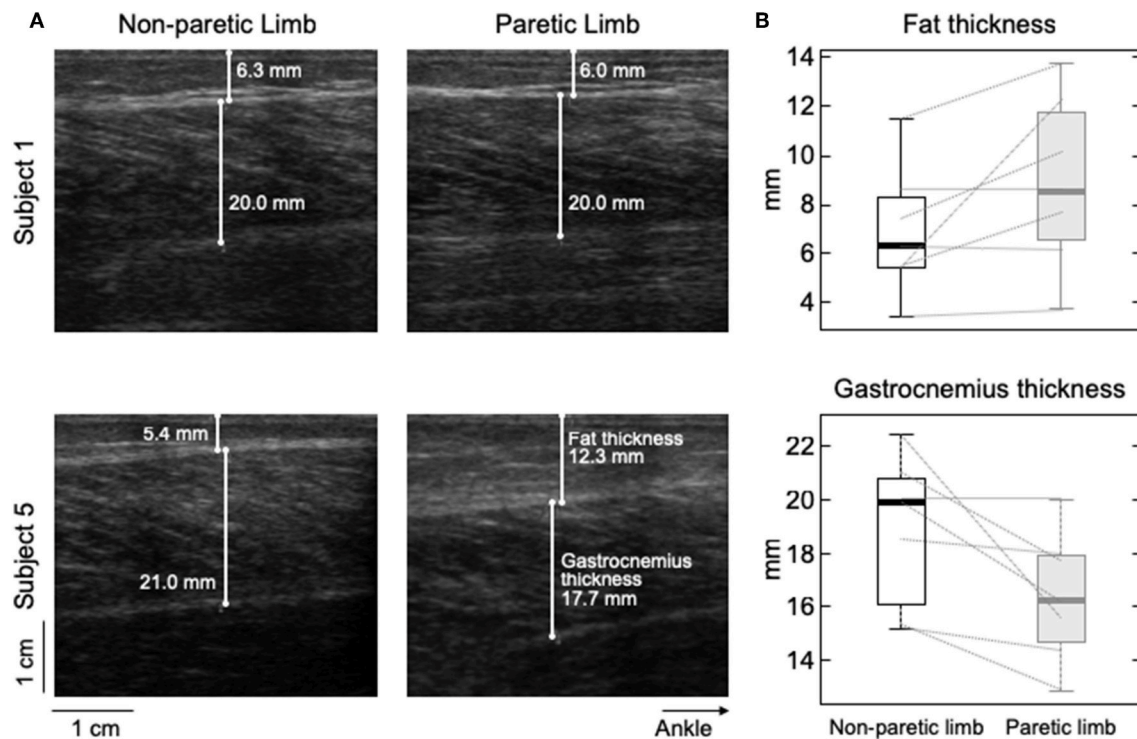 A
Non-paretic Limb
Paretic Limb
Subject 1
6.3 mm
20.0 mm
6.0 mm
20.0 mm
Subject 5
5.4 mm
21.0 mm
Fat thickness
12.3 mm
Gastrocnemius
thickness
17.7 mm
1 cm
1 cm
Ankle
B
Fat thickness
mm
14
12
10
8
6
4
Gastrocnemius thickness
mm
22
20
18
16
14
Non-paretic limb
Paretic limb